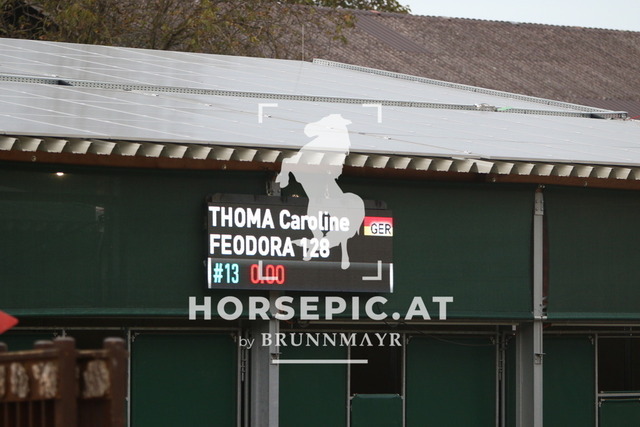 THOMA Caroline GER
FEODORA 128
#13 0.00
HORSEPIC.AT
by BRUNNMAYR